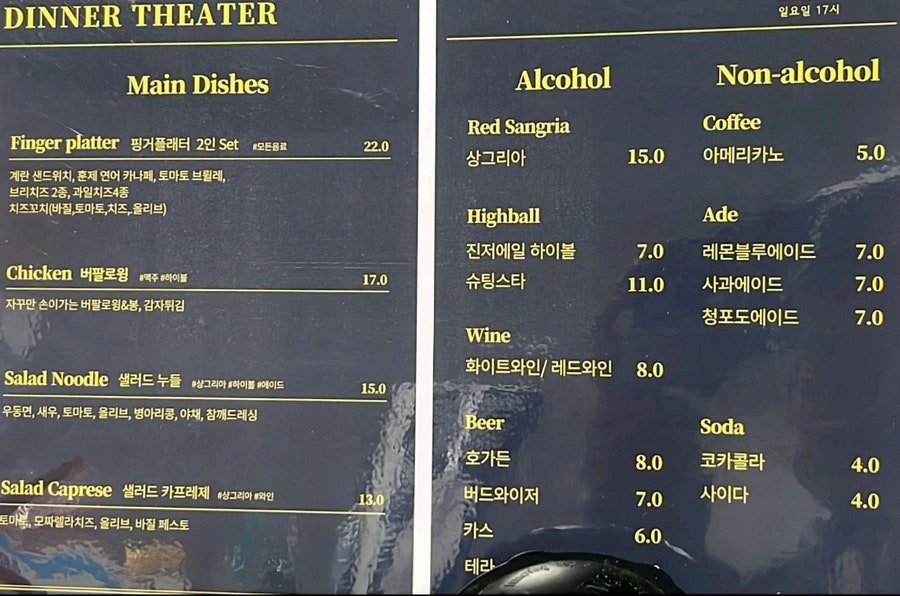 DINNER THEATER
Main Dishes
Finger platter 핑거플래터 2인 Set #모든음료 22.0
계란 샌드위치, 훈제 연어 카나페, 토마토 브륄레,
브리치즈 2종, 과일치즈4종
치즈꼬치(바질,토마토,치즈,올리브)
Chicken 버팔로윙 #맥주 #하이볼 17.0
자꾸만 손이가는 버팔로윙&봉, 감자튀김
Salad Noodle 샐러드 누들 #상그리아 #하이볼 #에이드 15.0
우동면, 새우, 토마토, 올리브, 병아리콩, 야채, 참깨드레싱
Salad Caprese 샐러드 카프레제 #상그리아 #와인 13.0
토마토, 모짜렐라치즈, 올리브, 바질 페스토
일요일 17시
Alcohol
Red Sangria
상그리아 15.0
Highball
진저에일 하이볼 7.0
슈팅스타 11.0
Wine
화이트와인/ 레드와인 8.0
Beer
호가든 8.0
버드와이저 7.0
카스 6.0
테라
Non-alcohol
Coffee
아메리카노 5.0
Ade
레몬블루에이드 7.0
사과에이드 7.0
청포도에이드 7.0
Soda
코카콜라 4.0
사이다 4.0